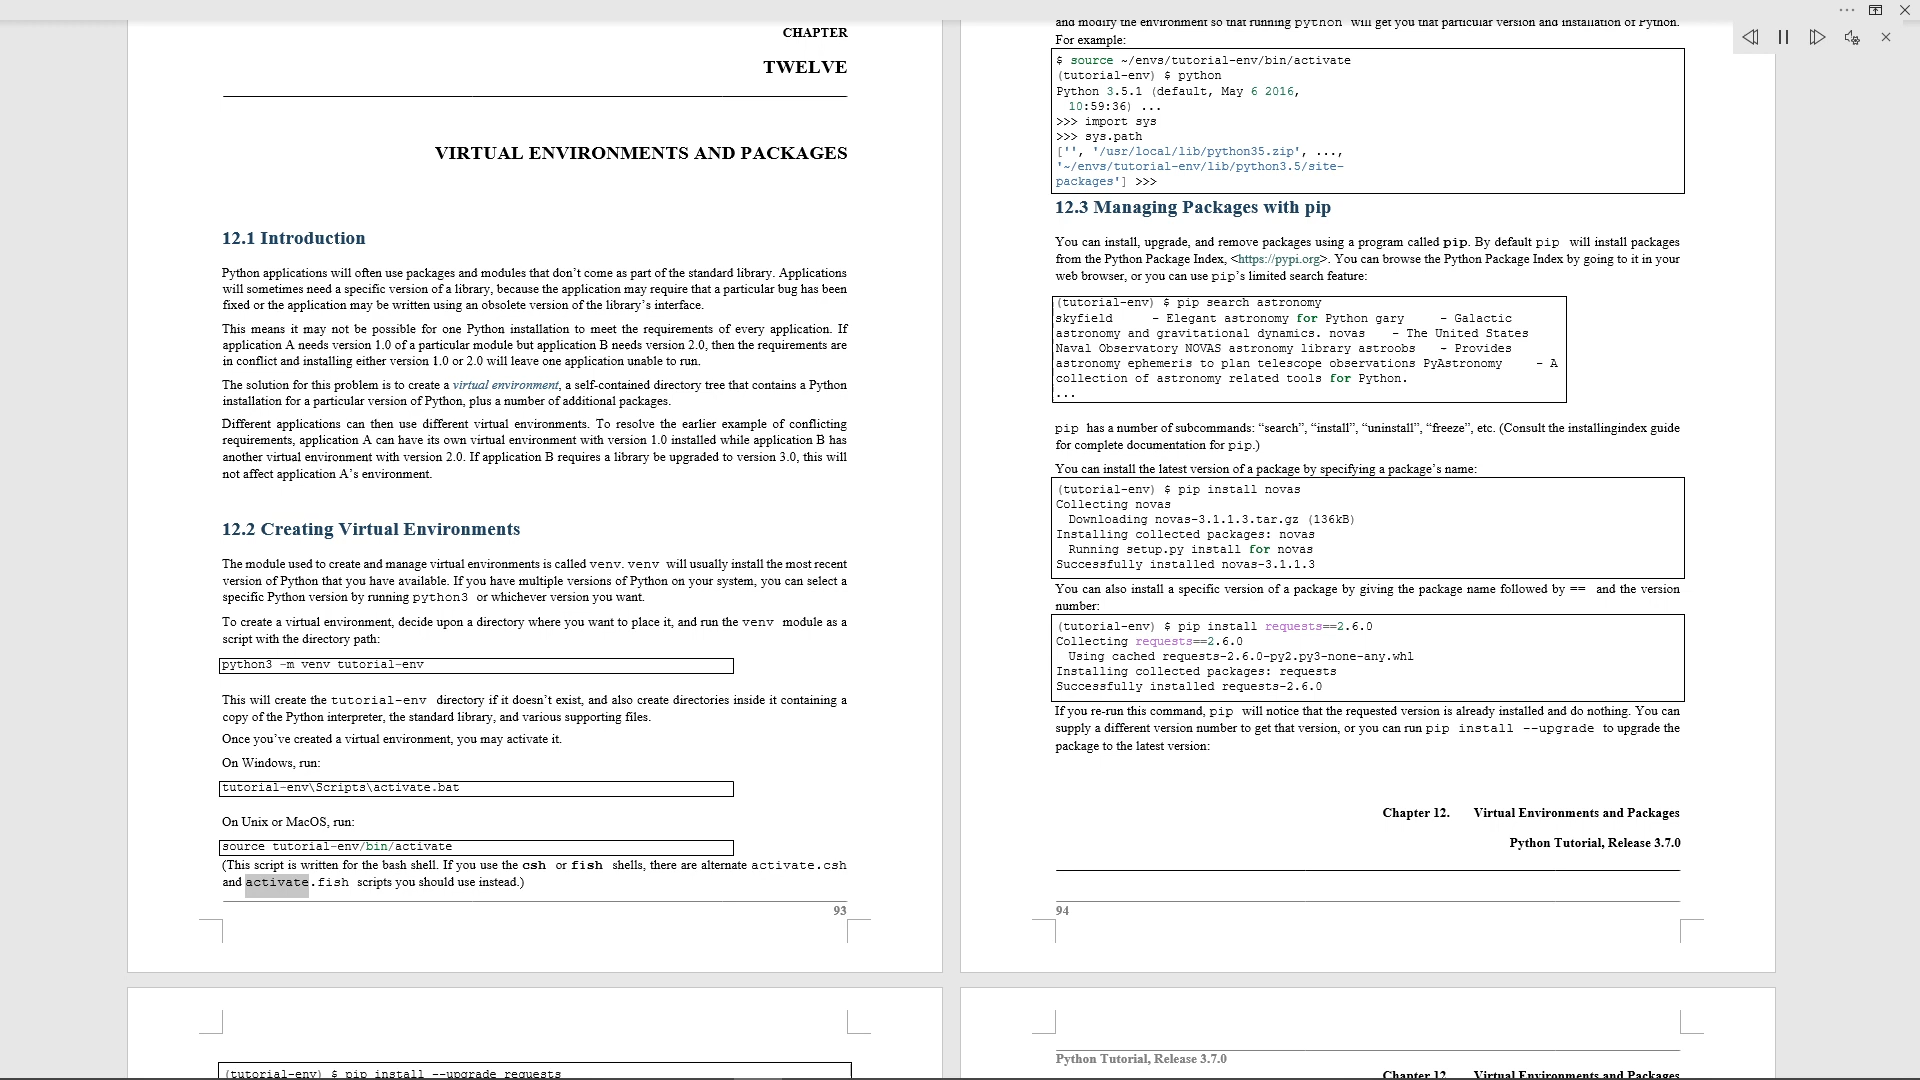 CHAPTER
TWELVE
VIRTUAL ENVIRONMENTS AND PACKAGES
12.1 Introduction
Python applications will often use packages and modules that don’t come as part of the standard library. Applications
will sometimes need a specific version of a library, because the application may require that a particular bug has been
fixed or the application may be written using an obsolete version of the library’s interface.
This means it may not be possible for one Python installation to meet the requirements of every application. If
application A needs version 1.0 of a particular module but application B needs version 2.0, then the requirements are
in conflict and installing either version 1.0 or 2.0 will leave one application unable to run.
The solution for this problem is to create a virtual environment, a self-contained directory tree that contains a Python
installation for a particular version of Python, plus a number of additional packages.
Different applications can then use different virtual environments. To resolve the earlier example of conflicting
requirements, application A can have its own virtual environment with version 1.0 installed while application B has
another virtual environment with version 2.0. If application B requires a library be upgraded to version 3.0, this will
not affect application A’s environment.
12.2 Creating Virtual Environments
The module used to create and manage virtual environments is called venv. venv will usually install the most recent
version of Python that you have available. If you have multiple versions of Python on your system, you can select a
specific Python version by running python3 or whichever version you want.
To create a virtual environment, decide upon a directory where you want to place it, and run the venv module as a
script with the directory path:
python3 -m venv tutorial-env
This will create the tutorial-env directory if it doesn’t exist, and also create directories inside it containing a
copy of the Python interpreter, the standard library, and various supporting files.
Once you’ve created a virtual environment, you may activate it.
On Windows, run:
tutorial-env\Scripts\activate.bat
On Unix or MacOS, run:
source tutorial-env/bin/activate
(This script is written for the bash shell. If you use the csh or fish shells, there are alternate activate.csh
and activate.fish scripts you should use instead.)
93
and modify the environment so that running python will get you that particular version and installation of Python.
For example:
$ source ~/envs/tutorial-env/bin/activate
(tutorial-env) $ python
Python 3.5.1 (default, May 6 2016,
10:59:36) ...
>>> import sys
>>> sys.path
['', '/usr/local/lib/python35.zip', ...,
'~/envs/tutorial-env/lib/python3.5/site-
packages'] >>>
12.3 Managing Packages with pip
You can install, upgrade, and remove packages using a program called pip. By default pip will install packages
from the Python Package Index, <https://pypi.org>. You can browse the Python Package Index by going to it in your
web browser, or you can use pip’s limited search feature:
(tutorial-env) $ pip search astronomy
skyfield - Elegant astronomy for Python gary - Galactic
astronomy and gravitational dynamics. novas - The United States
Naval Observatory NOVAS astronomy library astroobs - Provides
astronomy ephemeris to plan telescope observations PyAstronomy - A
collection of astronomy related tools for Python.
...
pip has a number of subcommands: “search”, “install”, “uninstall”, “freeze”, etc. (Consult the installingindex guide
for complete documentation for pip.)
You can install the latest version of a package by specifying a package’s name:
(tutorial-env) $ pip install novas
Collecting novas
Downloading novas-3.1.1.3.tar.gz (136kB)
Installing collected packages: novas
Running setup.py install for novas
Successfully installed novas-3.1.1.3
You can also install a specific version of a package by giving the package name followed by == and the version
number:
(tutorial-env) $ pip install requests==2.6.0
Collecting requests==2.6.0
Using cached requests-2.6.0-py2.py3-none-any.whl
Installing collected packages: requests
Successfully installed requests-2.6.0
If you re-run this command, pip will notice that the requested version is already installed and do nothing. You can
supply a different version number to get that version, or you can run pip install --upgrade to upgrade the
package to the latest version:
Chapter 12. Virtual Environments and Packages
Python Tutorial, Release 3.7.0
94
(tutorial-env) $ pip install --upgrade requests
Python Tutorial, Release 3.7.0
Chapter 12. Virtual Environments and Packages